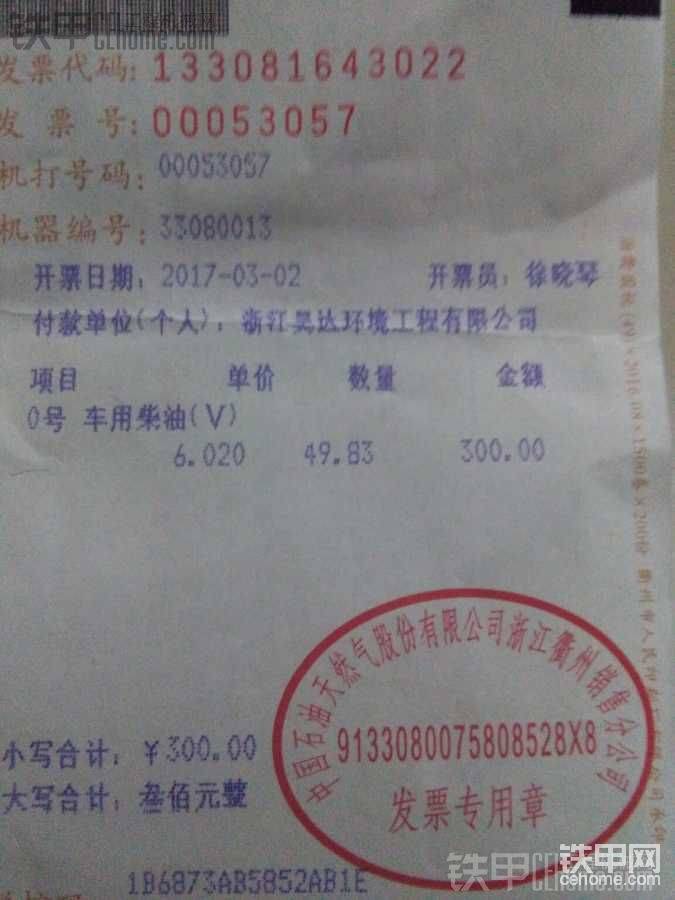 发票代码: 133081643022
发 票 号: 00053057
机打号码: 00053057
机器编号: 33080013
开票日期: 2017-03-02 开票员: 徐晓琴
付款单位(个人): 浙江昊达环境工程有限公司
项目 单价 数量 金额
0号 车用柴油(Ⅴ)
6.020 49.83 300.00
小写合计: ¥300.00
大写合计: 叁佰元整
中国石油天然气股份有限公司浙江衢州销售分公司
9133080075808528X8
发票专用章
1B6873AB5852AB1E
铁甲网
cehome.com